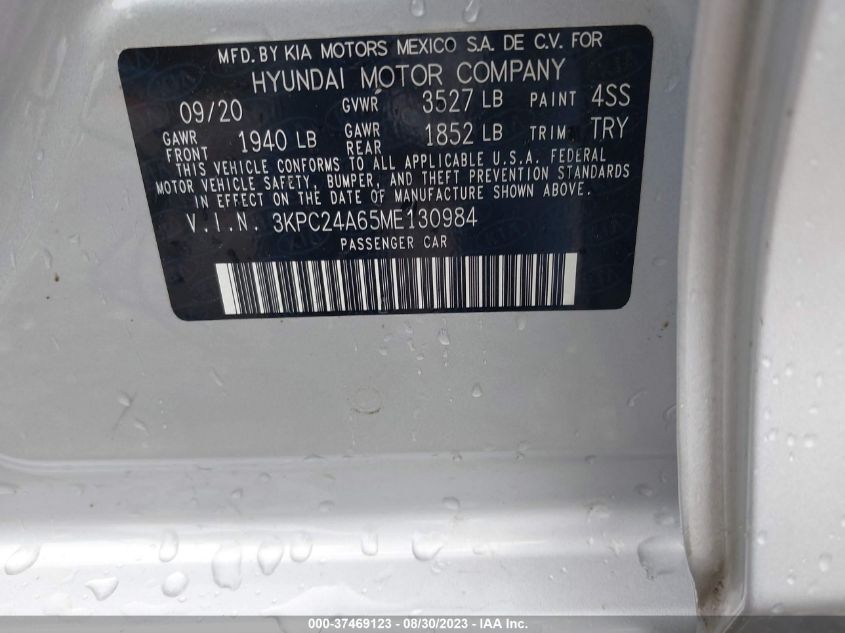 MFD. BY KIA MOTORS MEXICO S.A. DE C.V. FOR
HYUNDAI MOTOR COMPANY
09/20 GVWR 3527 LB PAINT 4SS
GAWR FRONT 1940 LB GAWR REAR 1852 LB TRIM TRY
THIS VEHICLE CONFORMS TO ALL APPLICABLE U.S.A. FEDERAL
MOTOR VEHICLE SAFETY, BUMPER, AND THEFT PREVENTION STANDARDS
IN EFFECT ON THE DATE OF MANUFACTURE SHOWN ABOVE.
V.I.N. 3KPC24A65ME130984
PASSENGER CAR
000-37469123 - 08/30/2023 - IAA Inc.